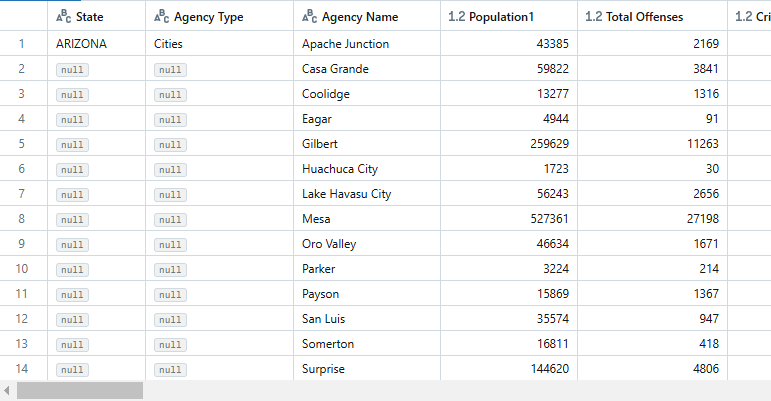 ABC State ABC Agency Type ABC Agency Name 1.2 Population1 1.2 Total Offenses 1.2 Cri
1 ARIZONA Cities Apache Junction 43385 2169
2 null null Casa Grande 59822 3841
3 null null Coolidge 13277 1316
4 null null Eagar 4944 91
5 null null Gilbert 259629 11263
6 null null Huachuca City 1723 30
7 null null Lake Havasu City 56243 2656
8 null null Mesa 527361 27198
9 null null Oro Valley 46634 1671
10 null null Parker 3224 214
11 null null Payson 15869 1367
12 null null San Luis 35574 947
13 null null Somerton 16811 418
14 null null Surprise 144620 4806